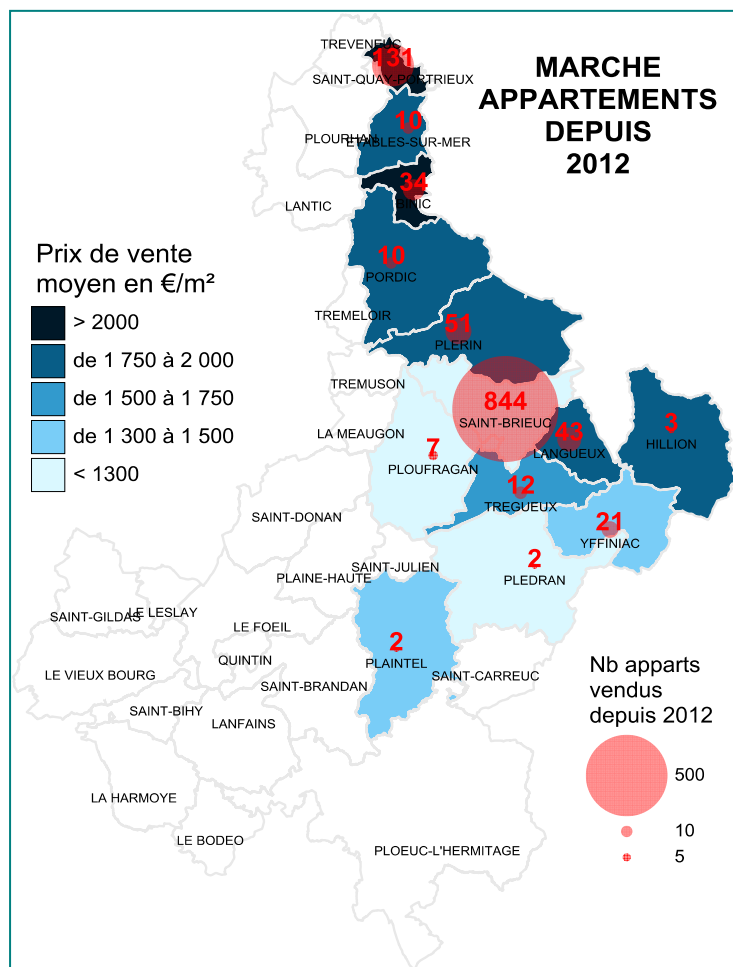 MARCHE
APPARTEMENTS
DEPUIS
2012
TREVENEUC
131
SAINT-QUAY-PORTRIEUX
10
PLOURHAN
ETABLES-SUR-MER
34
BINIC
LANTIC
10
PORDIC
TREMELOIR
51
PLERIN
TREMUSON
844
SAINT-BRIEUC
LA MEAUGON
7
PLOUFRAGAN
43
LANGUEUX
3
HILLION
12
TREGUEUX
21
YFFINIAC
SAINT-DONAN
SAINT-JULIEN
PLAINE-HAUTE
2
PLEDRAN
SAINT-GILDAS
LE LESLAY
LE FOEIL
2
PLAINTEL
QUINTIN
LE VIEUX BOURG
SAINT-BRANDAN
SAINT-CARREUC
SAINT-BIHY
LANFAINS
LA HARMOYE
LE BODEO
PLOEUC-L'HERMITAGE
Prix de vente
moyen en €/m²
> 2000
de 1 750 à 2 000
de 1 500 à 1 750
de 1 300 à 1 500
< 1300
Nb apparts
vendus
depuis 2012
500
10
5